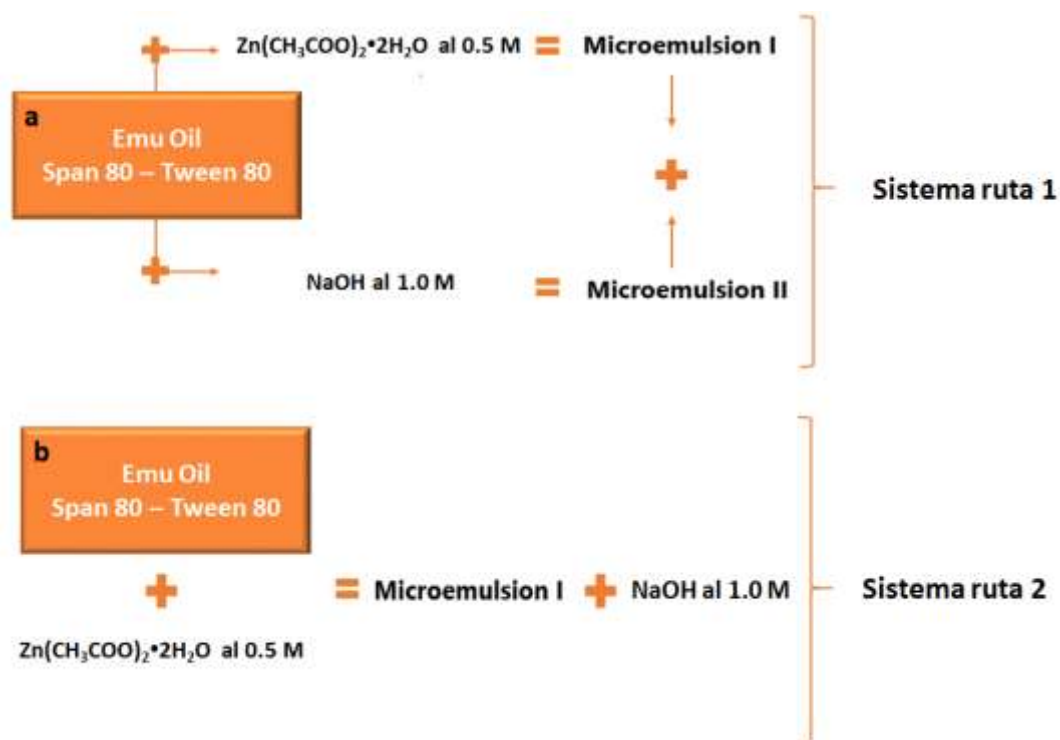 Zn(CH₃COO)₂•2H₂O al 0.5 M = Microemulsion I
a
Emu Oil
Span 80 – Tween 80
+
Sistema ruta 1
NaOH al 1.0 M = Microemulsion II
b
Emu Oil
Span 80 – Tween 80
+ = Microemulsion I + NaOH al 1.0 M
Sistema ruta 2
Zn(CH₃COO)₂•2H₂O al 0.5 M